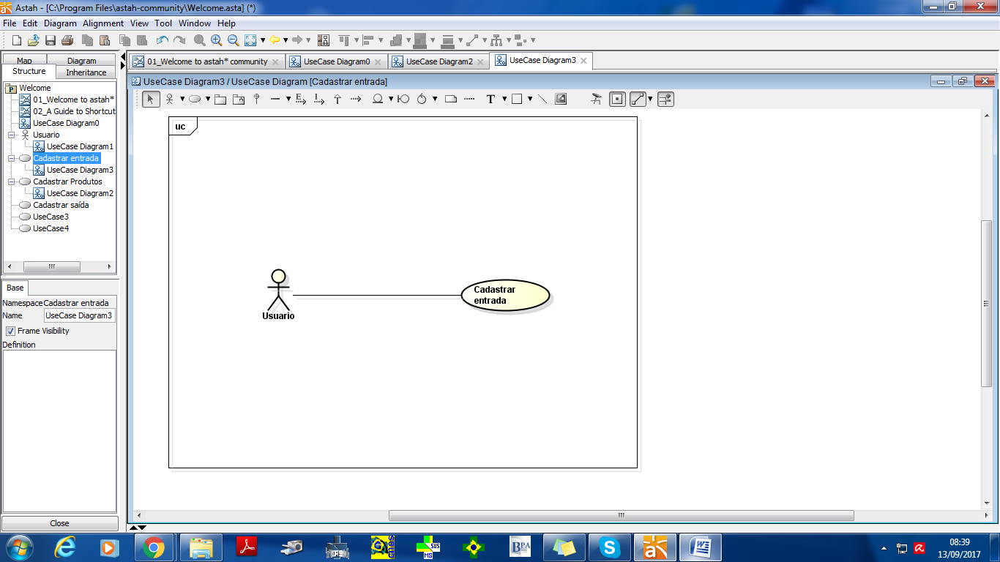 Astah - [C:\Program Files\astah-community\Welcome.asta] (*)
File Edit Diagram Alignment View Tool Window Help
Map Diagram
Structure Inheritance
Welcome
01_Welcome to astah*
02_A Guide to Shortcut
UseCase Diagram0
Usuario
UseCase Diagram1
Cadastrar entrada
UseCase Diagram3
Cadastrar Produtos
UseCase Diagram2
Cadastrar saída
UseCase3
UseCase4
Base
Namespace Cadastrar entrada
Name UseCase Diagram3
Frame Visibility
Definition
Close
01_Welcome to astah* community UseCase Diagram0 UseCase Diagram2 UseCase Diagram3
UseCase Diagram3 / UseCase Diagram [Cadastrar entrada]
T
uc
Usuario
Cadastrar
entrada
SUS
MS
BPA
08:39
13/09/2017